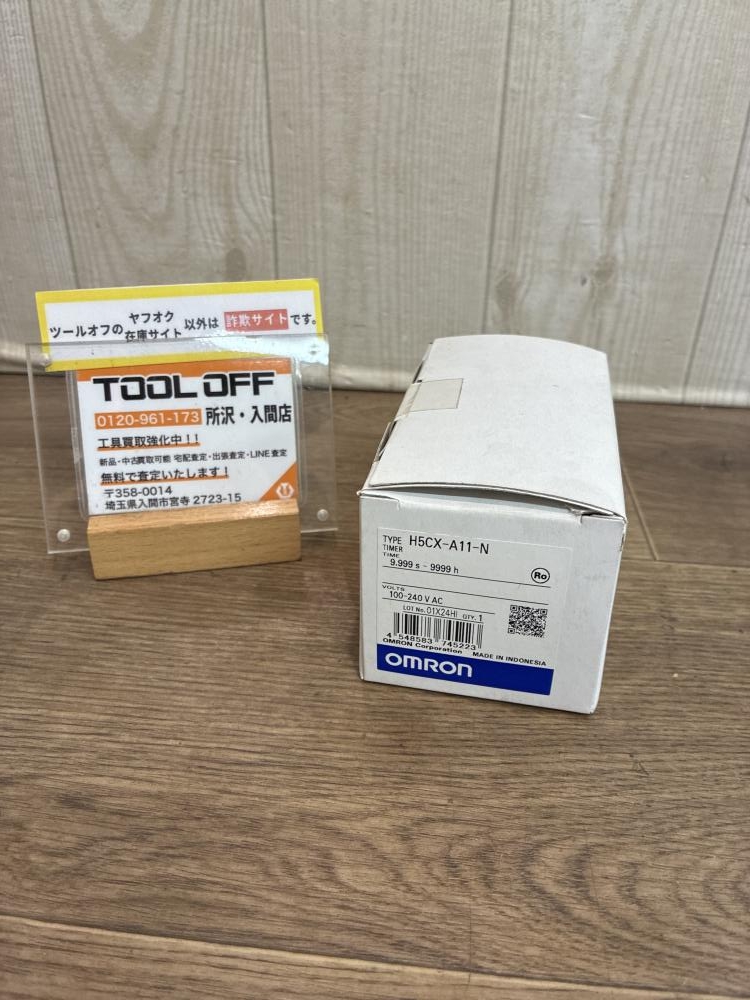 ツールオフの ヤフオク 在庫サイト 以外は 詐欺サイト です。
TOOL OFF
0120-961-173 所沢・入間店
工具買取強化中!!
新品・中古買取可能 宅配査定・出張査定・LINE査定
無料で査定いたします!
〒358-0014
埼玉県入間市宮寺 2723-15
TYPE H5CX-A11-N
TIMER
TIME
9.999 s - 9999 h
Ro
VOLTS
100-240 V AC
LOT No. 01X24HI QTY. 1
4 548583 745223
OMRON Corporation MADE IN INDONESIA
OMRON